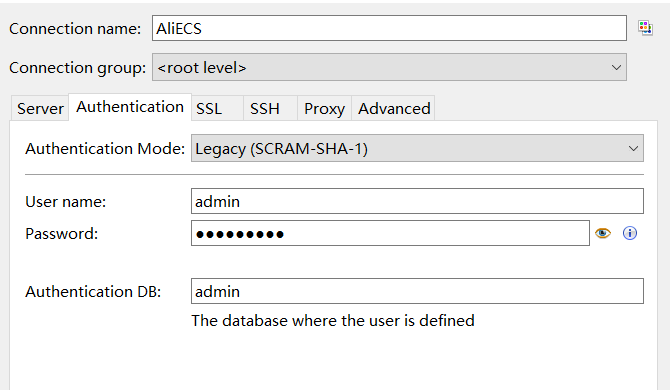 Connection name: AliECS
Connection group: <root level>
Server Authentication SSL SSH Proxy Advanced
Authentication Mode: Legacy (SCRAM-SHA-1)
User name: admin
Password: ●●●●●●●●●
Authentication DB: admin
The database where the user is defined